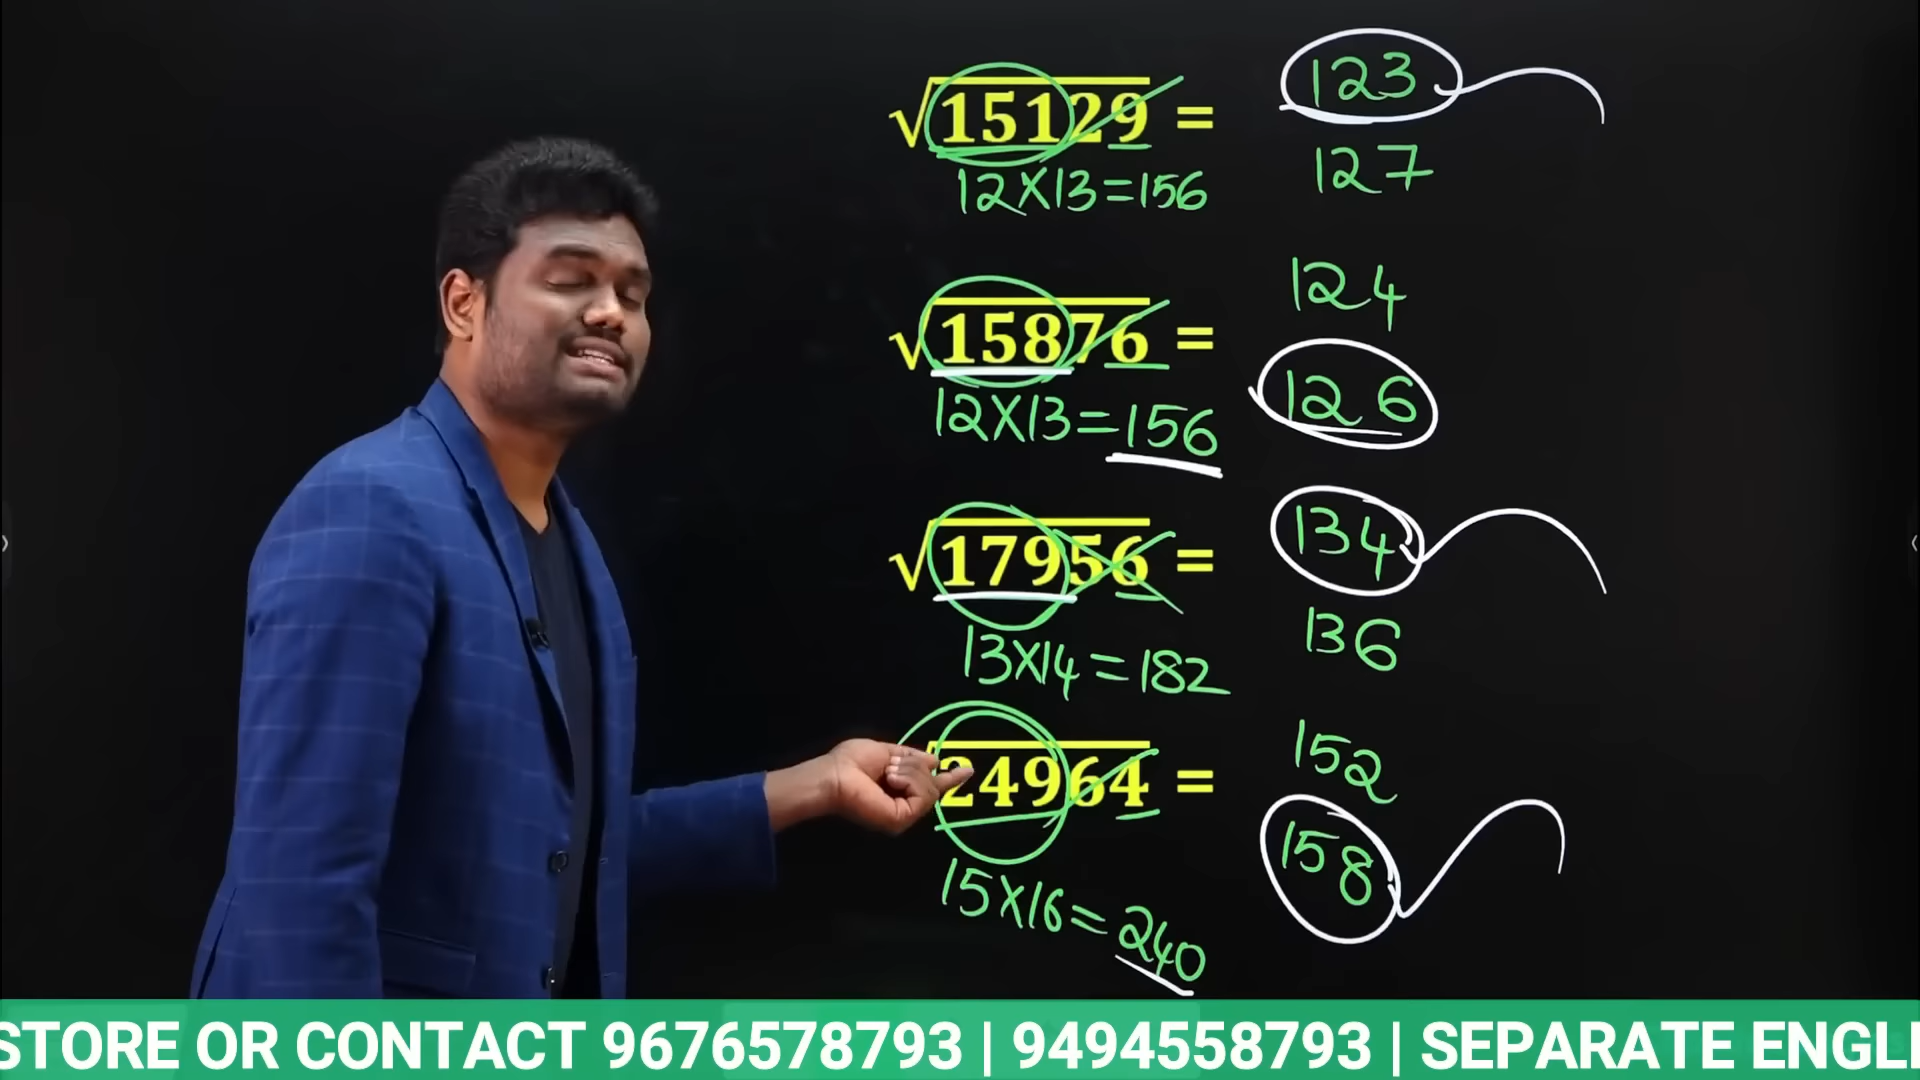 √15129 =
123
12X13=156
127
√15876 =
124
12X13=156
126
√17956 =
134
13X14=182
136
√24964 =
152
15X16=240
158
STORE OR CONTACT 9676578793 | 9494558793 | SEPARATE ENGLI